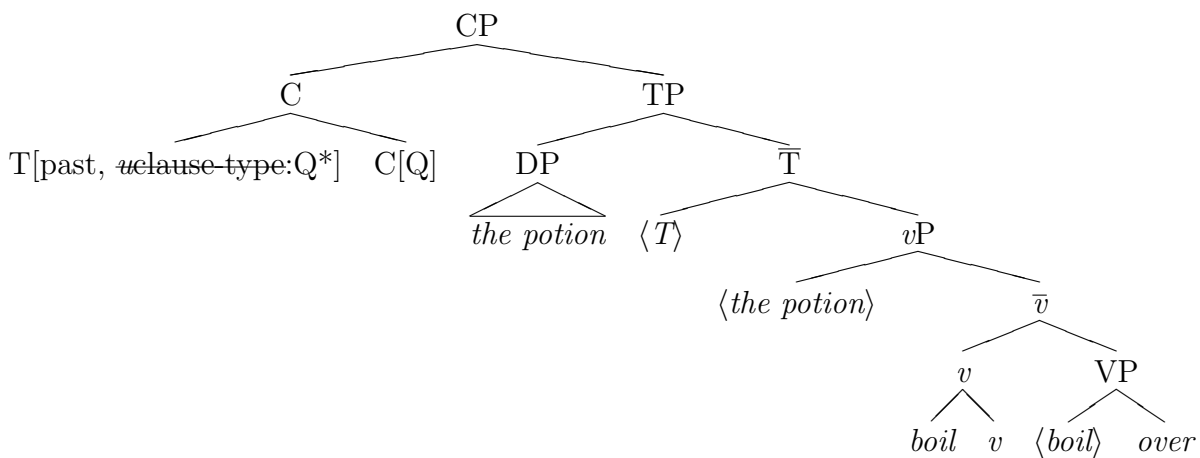 CP
C TP
T[past, uclause-type:Q*] C[Q] DP T̅
the potion ⟨T⟩ vP
⟨the potion⟩ v̅
v VP
boil v ⟨boil⟩ over